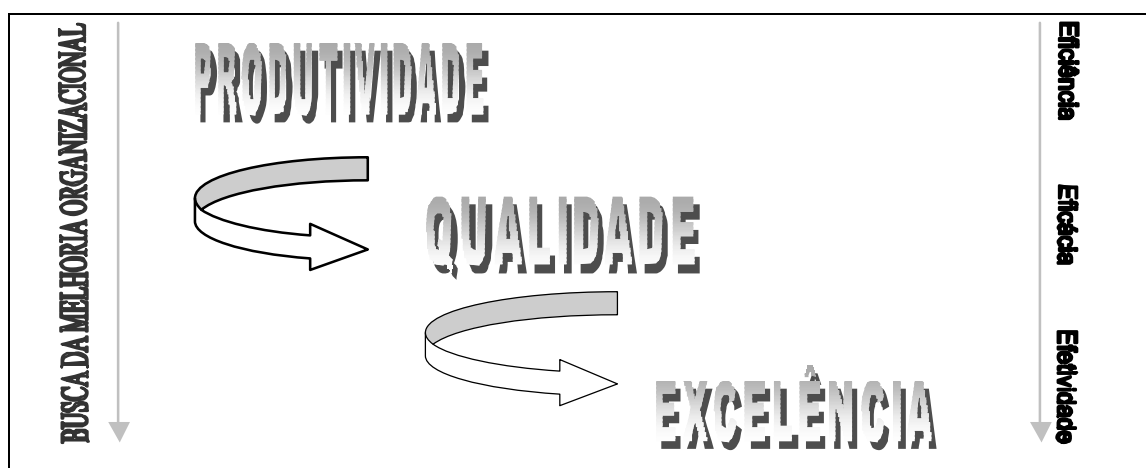 BUSCA DA MELHORIA ORGANIZACIONAL
PRODUTIVIDADE
QUALIDADE
EXCELÊNCIA
Eficiência
Eficácia
Efetividade